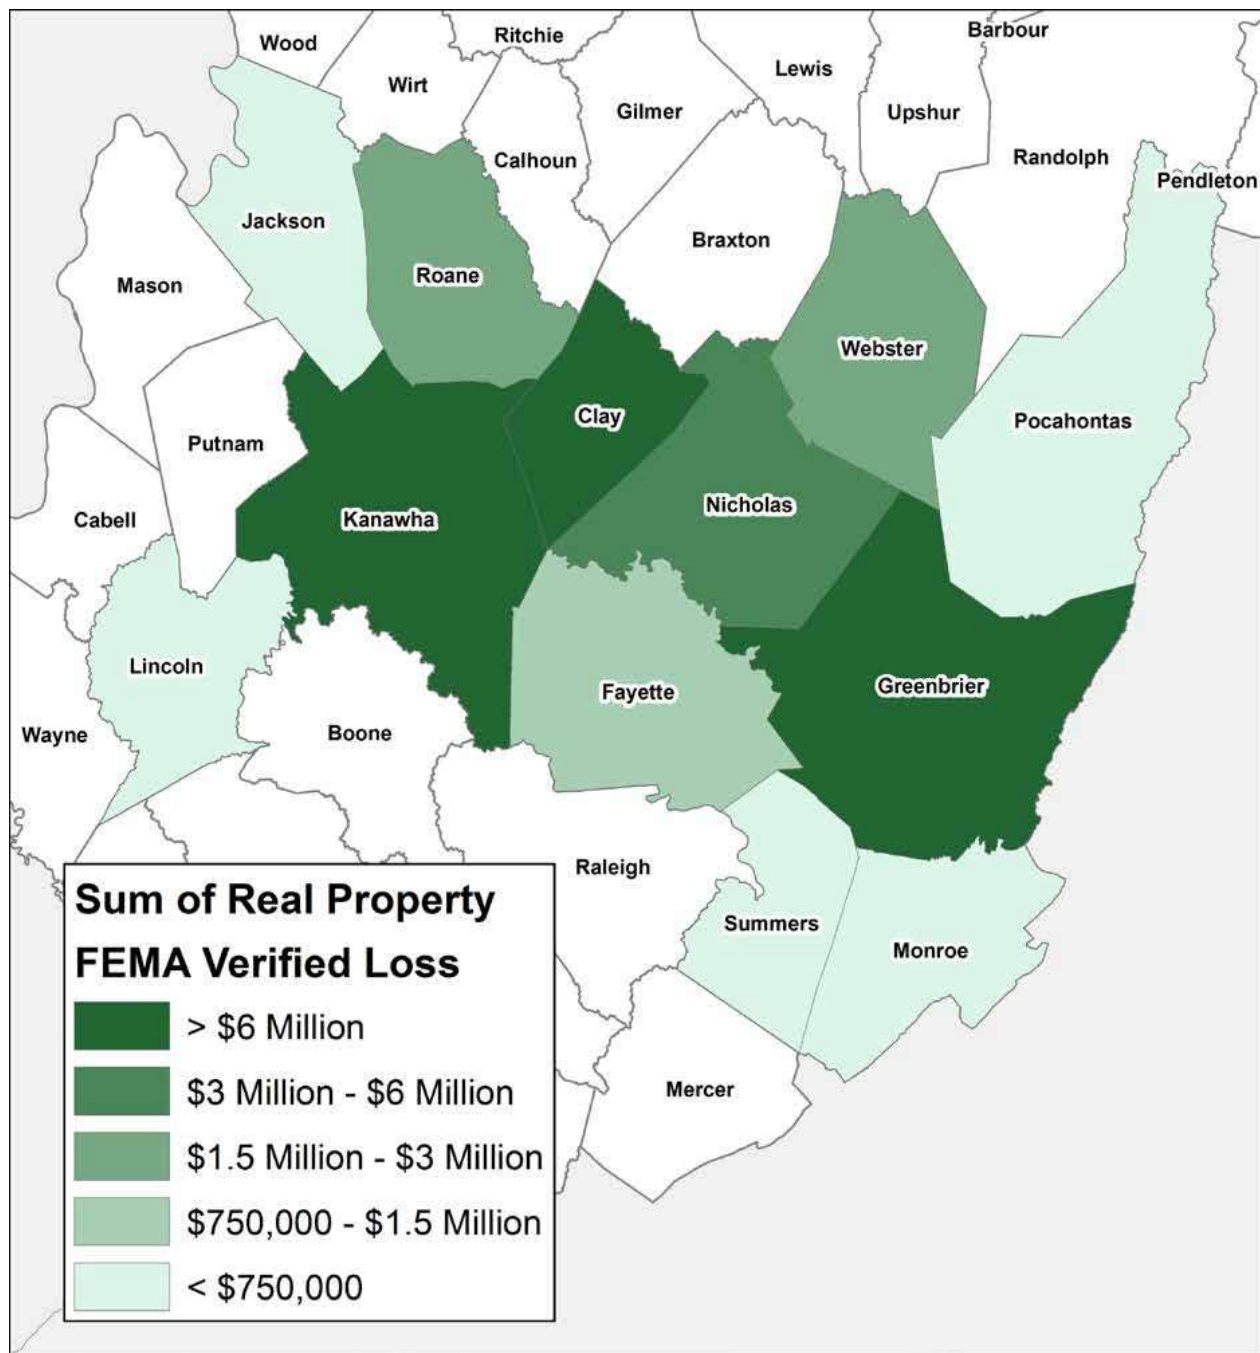 Wood
Ritchie
Barbour
Wirt
Lewis
Gilmer
Upshur
Calhoun
Randolph
Pendleton
Jackson
Braxton
Roane
Mason
Webster
Clay
Pocahontas
Putnam
Nicholas
Kanawha
Cabell
Lincoln
Fayette
Greenbrier
Wayne
Boone
Raleigh
Summers
Monroe
Mercer
Sum of Real Property
FEMA Verified Loss
> $6 Million
$3 Million - $6 Million
$1.5 Million - $3 Million
$750,000 - $1.5 Million
< $750,000